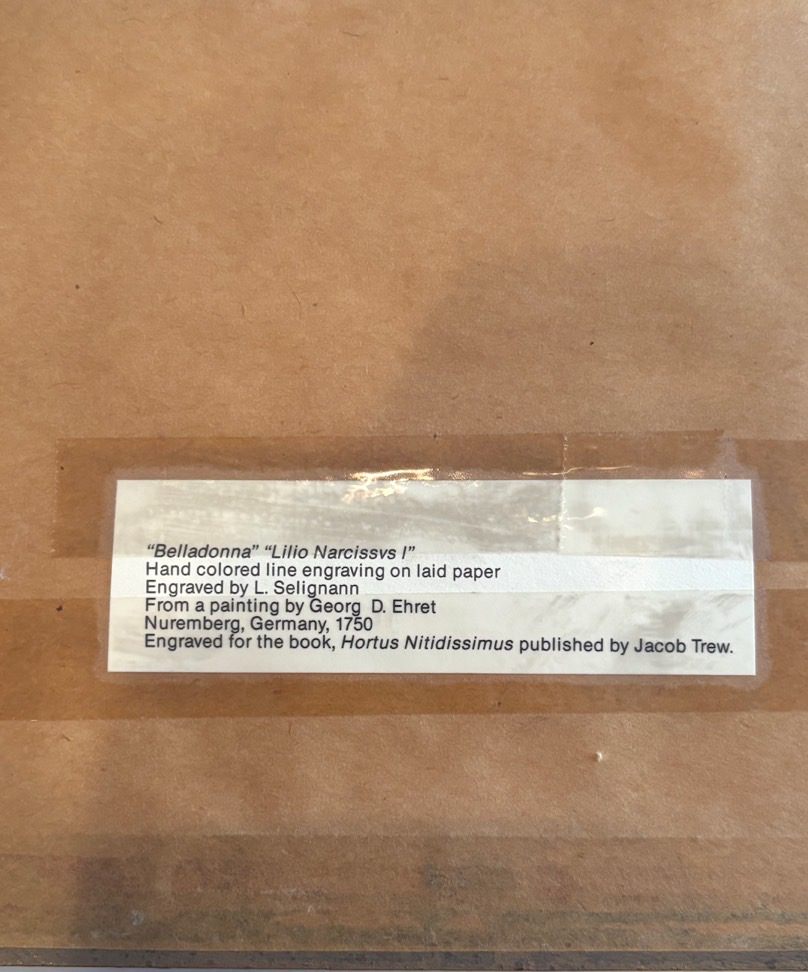 “Belladonna” “Lilio Narcissvs I”
Hand colored line engraving on laid paper
Engraved by L. Selignann
From a painting by Georg D. Ehret
Nuremberg, Germany, 1750
Engraved for the book, Hortus Nitidissimus published by Jacob Trew.